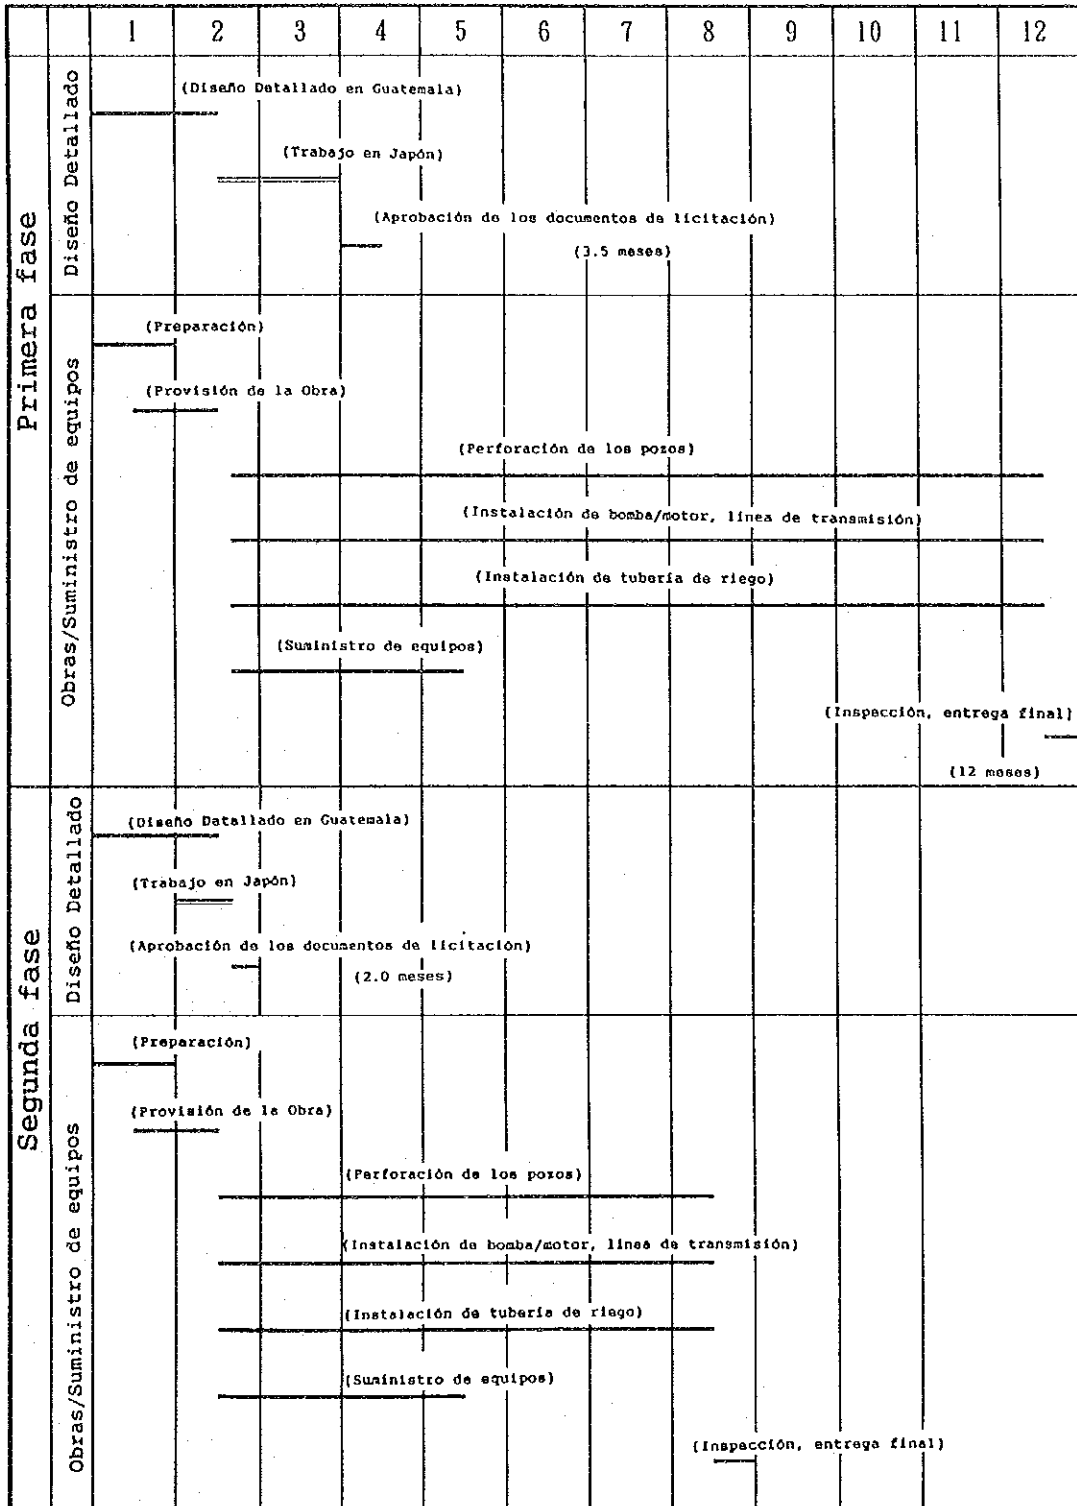 1 2 3 4 5 6 7 8 9 10 11 12
Primera fase
Diseño Detallado
(Diseño Detallado en Guatemala)
(Trabajo en Japón)
(Aprobación de los documentos de licitación)
(3.5 meses)
Obras/Suministro de equipos
(Preparación)
(Provisión de la Obra)
(Perforación de los pozos)
(Instalación de bomba/motor, línea de transmisión)
(Instalación de tubería de riego)
(Suministro de equipos)
(Inspección, entrega final)
(12 meses)
Segunda fase
Diseño Detallado
(Diseño Detallado en Guatemala)
(Trabajo en Japón)
(Aprobación de los documentos de licitación)
(2.0 meses)
Obras/Suministro de equipos
(Preparación)
(Provisión de la Obra)
(Perforación de los pozos)
(Instalación de bomba/motor, línea de transmisión)
(Instalación de tubería de riego)
(Suministro de equipos)
(Inspección, entrega final)